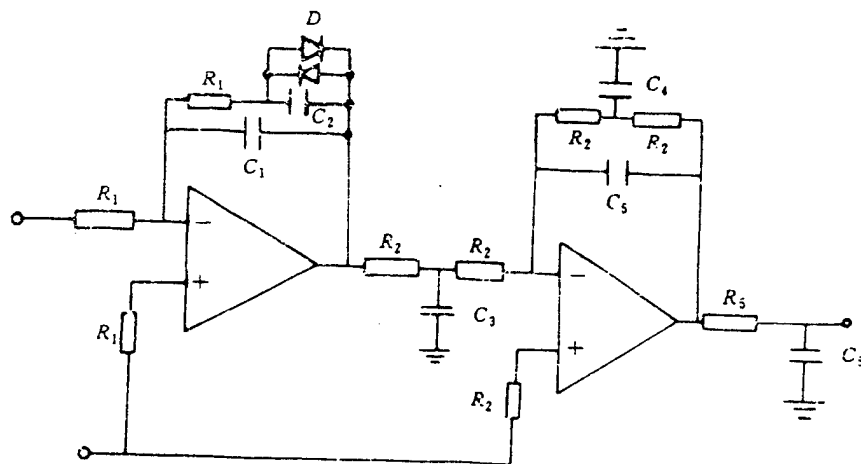 D
R₁
C₂
C₁
R₁
−
+
R₁
R₂
R₂
C₃
C₄
R₂
R₂
C₅
−
+
R₂
R₅
C₅